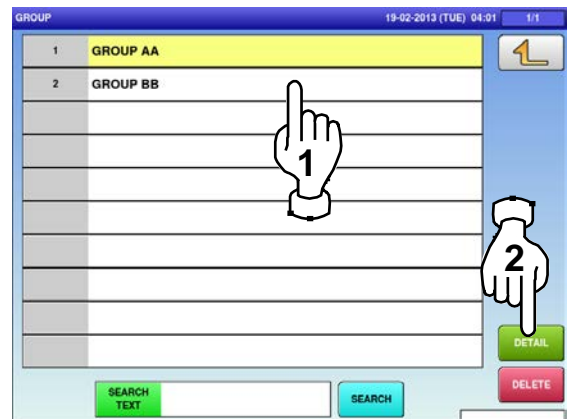 GROUP 19-02-2013 (TUE) 04:01 1/1
1 GROUP AA
2 GROUP BB
1
2
DETAIL
DELETE
SEARCH TEXT
SEARCH